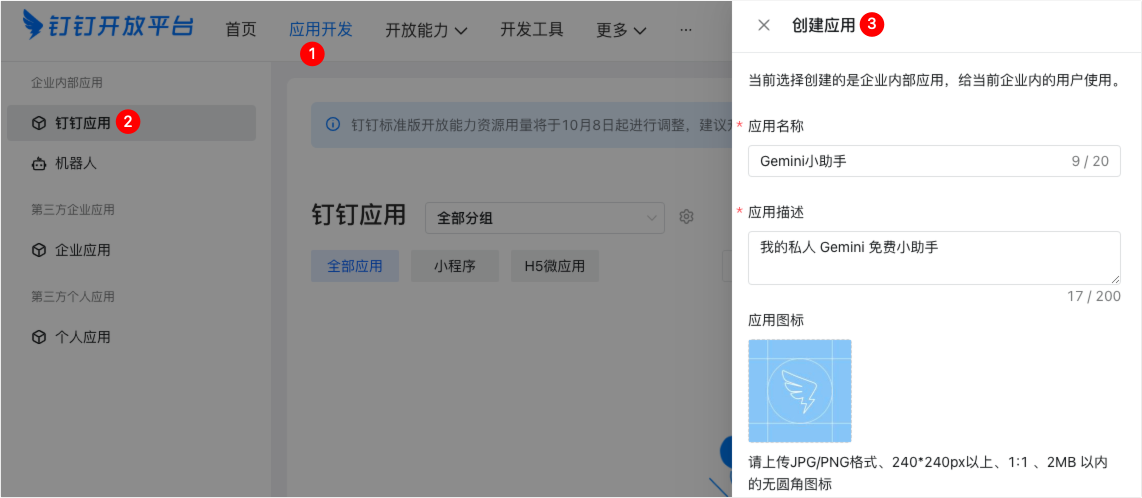 钉钉开放平台 首页 应用开发 开放能力 开发工具 更多 ...
1
企业内部应用
钉钉应用 2
机器人
第三方企业应用
企业应用
第三方个人应用
个人应用
钉钉标准版开放能力资源用量将于10月8日起进行调整，建议
钉钉应用 全部分组
全部应用 小程序 H5微应用
创建应用 3
当前选择创建的是企业内部应用，给当前企业内的用户使用。
* 应用名称
Gemini小助手 9 / 20
* 应用描述
我的私人 Gemini 免费小助手
17 / 200
应用图标
请上传JPG/PNG格式、240*240px以上、1:1 、2MB 以内
的无圆角图标